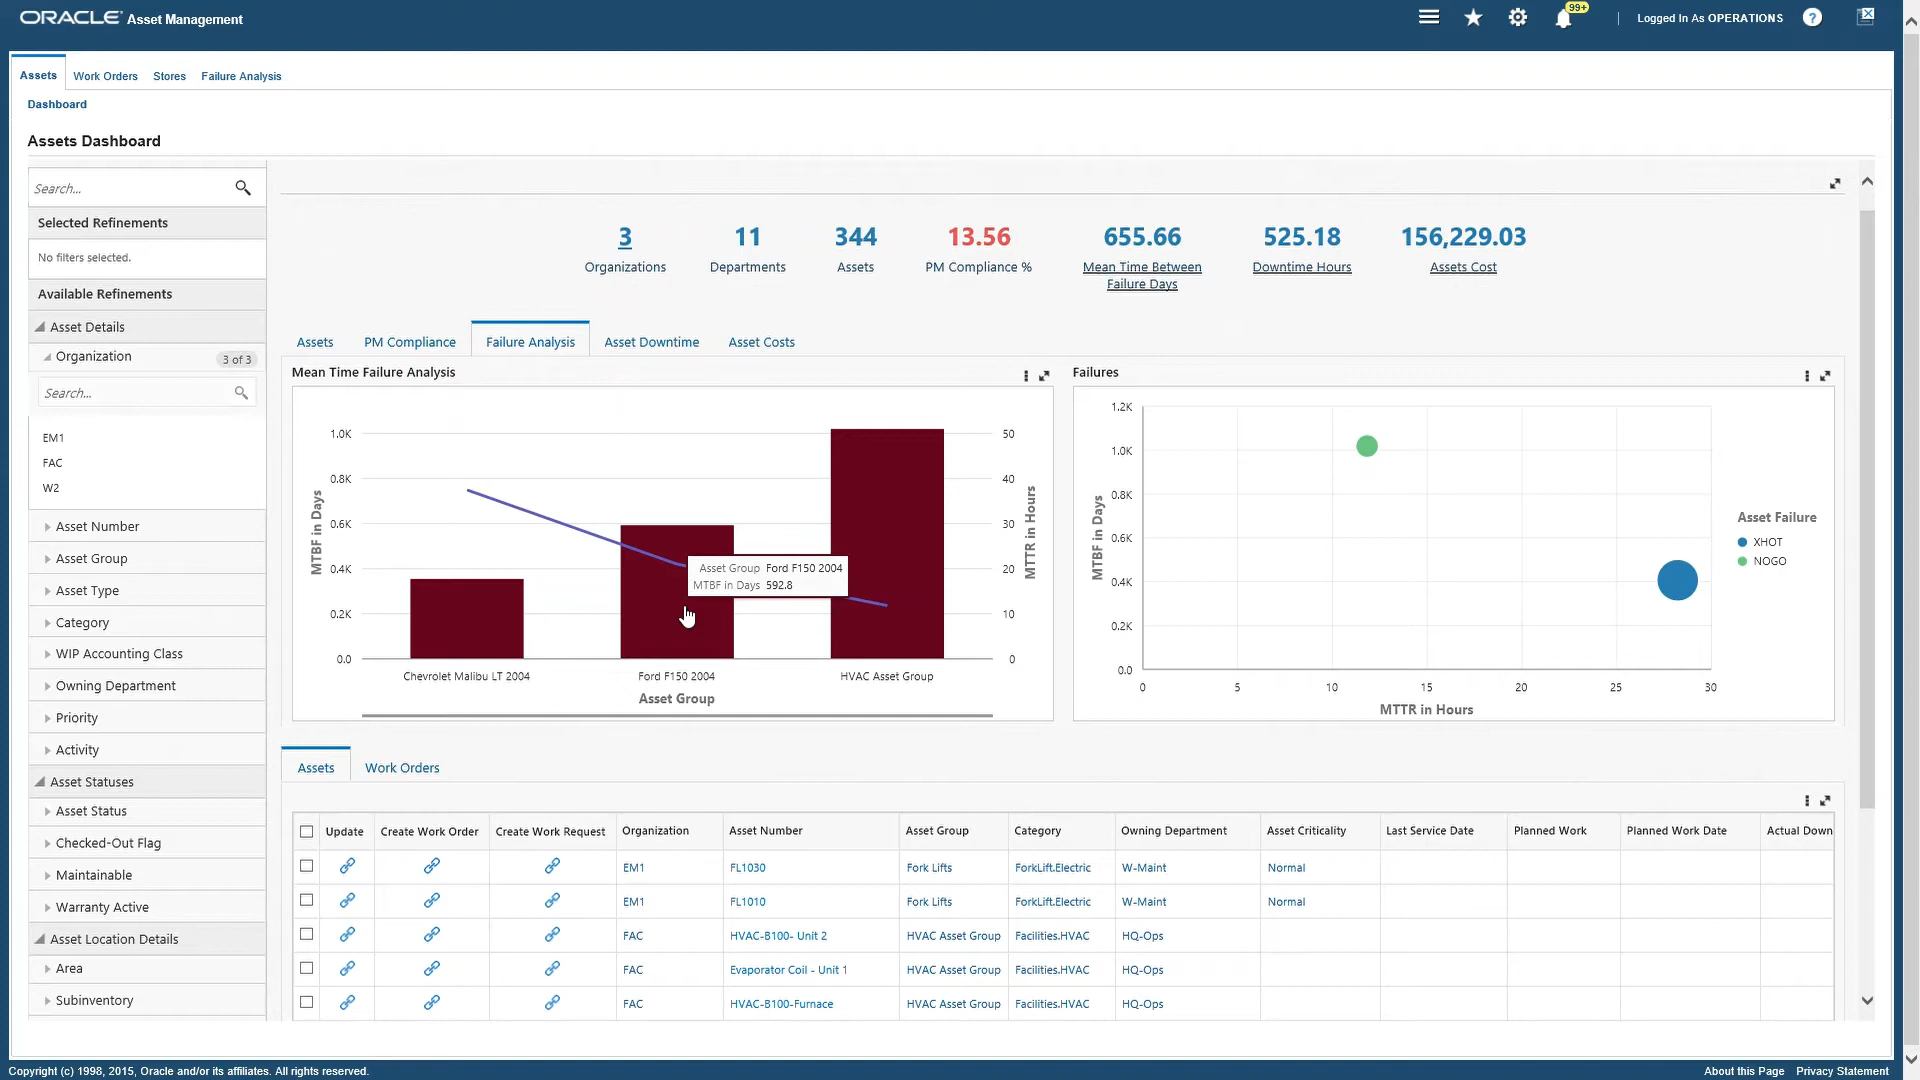 ORACLE Asset Management
99+
Logged In As OPERATIONS
?
Assets
Work Orders
Stores
Failure Analysis
Dashboard
Assets Dashboard
Search...
Selected Refinements
No filters selected.
Available Refinements
Asset Details
Organization
3 of 3
Search...
EM1
FAC
W2
Asset Number
Asset Group
Asset Type
Category
WIP Accounting Class
Owning Department
Priority
Activity
Asset Statuses
Asset Status
Checked-Out Flag
Maintainable
Warranty Active
Asset Location Details
Area
Subinventory
3
Organizations
11
Departments
344
Assets
13.56
PM Compliance %
655.66
Mean Time Between
Failure Days
525.18
Downtime Hours
156,229.03
Assets Cost
Assets
PM Compliance
Failure Analysis
Asset Downtime
Asset Costs
Mean Time Failure Analysis
1.0K
0.8K
0.6K
0.4K
0.2K
0.0
MTBF in Days
50
40
30
20
10
0
MTTR in Hours
Asset Group Ford F150 2004
MTBF in Days 592.8
Chevrolet Malibu LT 2004
Ford F150 2004
HVAC Asset Group
Asset Group
Failures
1.2K
1.0K
0.8K
0.6K
0.4K
0.2K
0.0
MTBF in Days
0 5 10 15 20 25 30
MTTR in Hours
Asset Failure
XHOT
NOGO
Assets
Work Orders
Update Create Work Order Create Work Request Organization Asset Number Asset Group Category Owning Department Asset Criticality Last Service Date Planned Work Planned Work Date Actual Down
EM1 FL1030 Fork Lifts ForkLift.Electric W-Maint Normal
EM1 FL1010 Fork Lifts ForkLift.Electric W-Maint Normal
FAC HVAC-B100- Unit 2 HVAC Asset Group Facilities.HVAC HQ-Ops
FAC Evaporator Coil - Unit 1 HVAC Asset Group Facilities.HVAC HQ-Ops
FAC HVAC-B100-Furnace HVAC Asset Group Facilities.HVAC HQ-Ops
Copyright (c) 1998, 2015, Oracle and/or its affiliates. All rights reserved.
About this Page
Privacy Statement